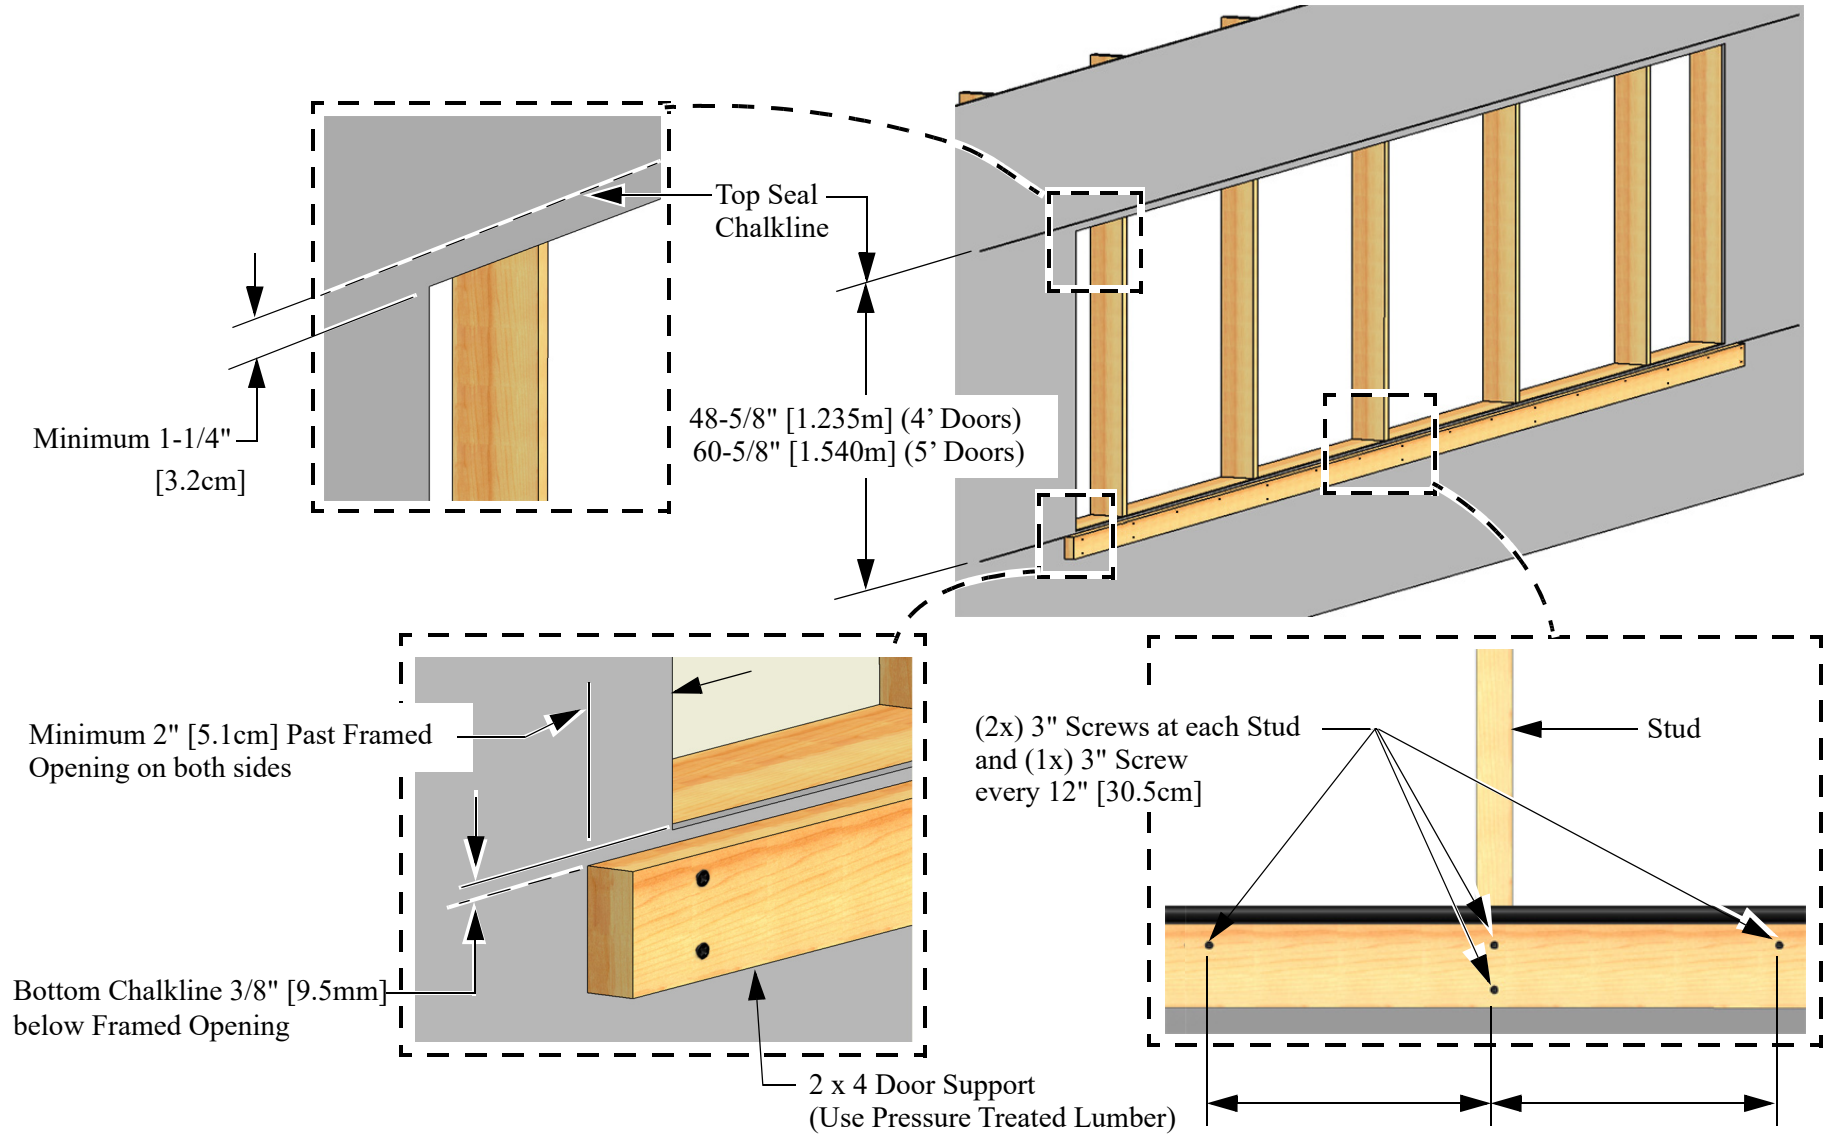 Top Seal
Chalkline
Minimum 1-1/4"
[3.2cm]
48-5/8" [1.235m] (4’ Doors)
60-5/8" [1.540m] (5’ Doors)
Minimum 2" [5.1cm] Past Framed
Opening on both sides
Bottom Chalkline 3/8" [9.5mm]
below Framed Opening
2 x 4 Door Support
(Use Pressure Treated Lumber)
(2x) 3" Screws at each Stud
and (1x) 3" Screw
every 12" [30.5cm]
Stud